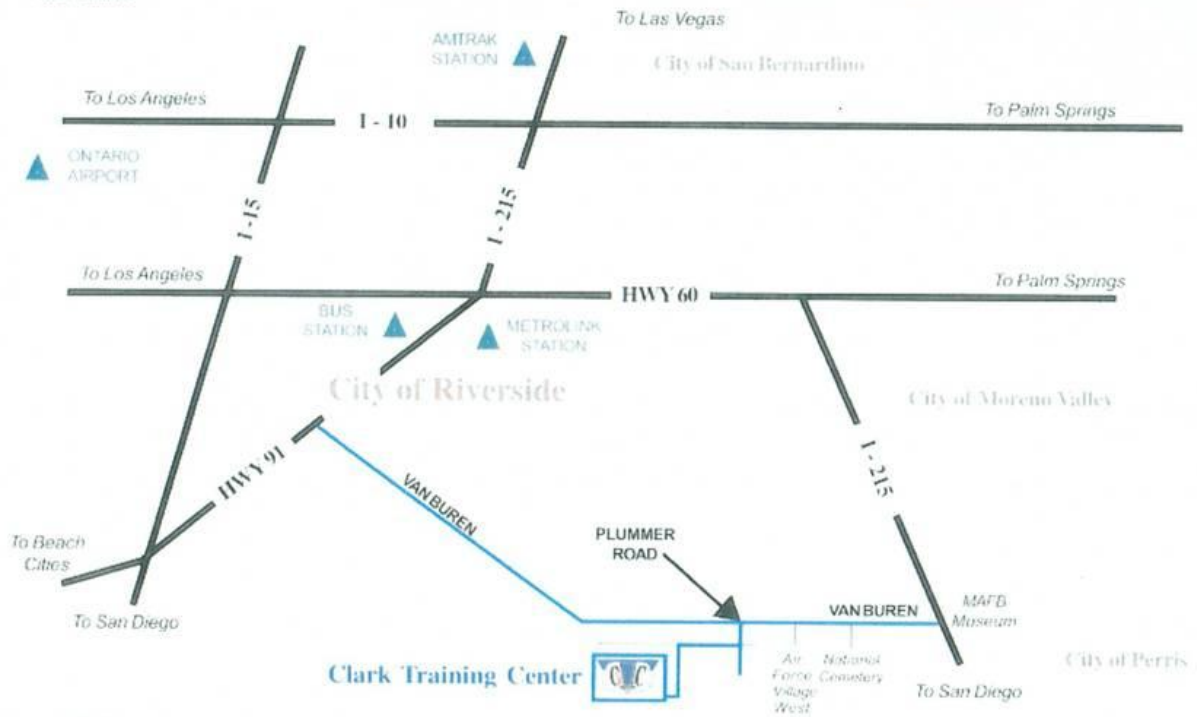 To Las Vegas
AMTRAK
STATION
City of San Bernardino
To Los Angeles
I - 10
To Palm Springs
ONTARIO
AIRPORT
I - 15
I - 215
To Los Angeles
HWY 60
To Palm Springs
BUS
STATION
METROLINK
STATION
City of Riverside
City of Moreno Valley
HWY 91
I - 215
VAN BUREN
To Beach
Cities
PLUMMER
ROAD
To San Diego
VAN BUREN
MAFB
Museum
Clark Training Center
CTC
Air
Force
Village
West
National
Cemetery
To San Diego
City of Perris